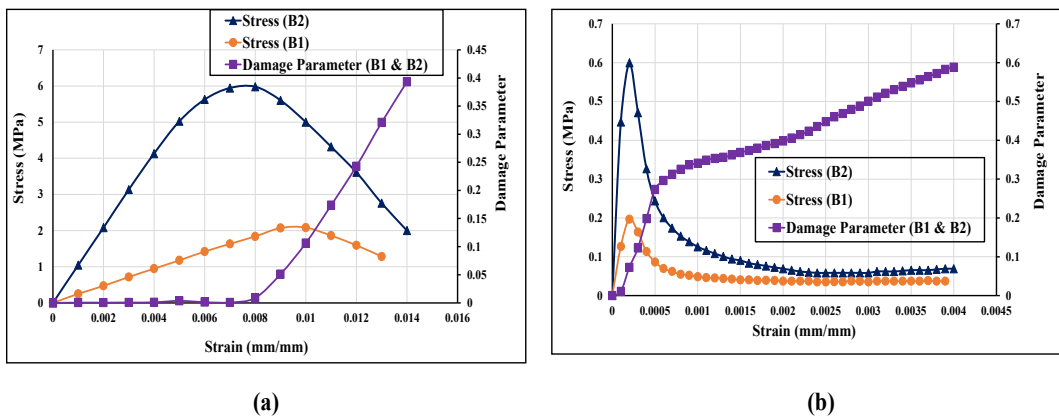 Stress (B2)
Stress (B1)
Damage Parameter (B1 & B2)
7
6
5
4
3
2
1
0
Stress (MPa)
0.45
0.4
0.35
0.3
0.25
0.2
0.15
0.1
0.05
0
Damage Parameter
0 0.002 0.004 0.006 0.008 0.01 0.012 0.014 0.016
Strain (mm/mm)
(a)
0.7
0.6
0.5
0.4
0.3
0.2
0.1
0
Stress (MPa)
Stress (B2)
Stress (B1)
Damage Parameter (B1 & B2)
0.7
0.6
0.5
0.4
0.3
0.2
0.1
0
Damage Parameter
0 0.0005 0.001 0.0015 0.002 0.0025 0.003 0.0035 0.004 0.0045
Strain (mm/mm)
(b)